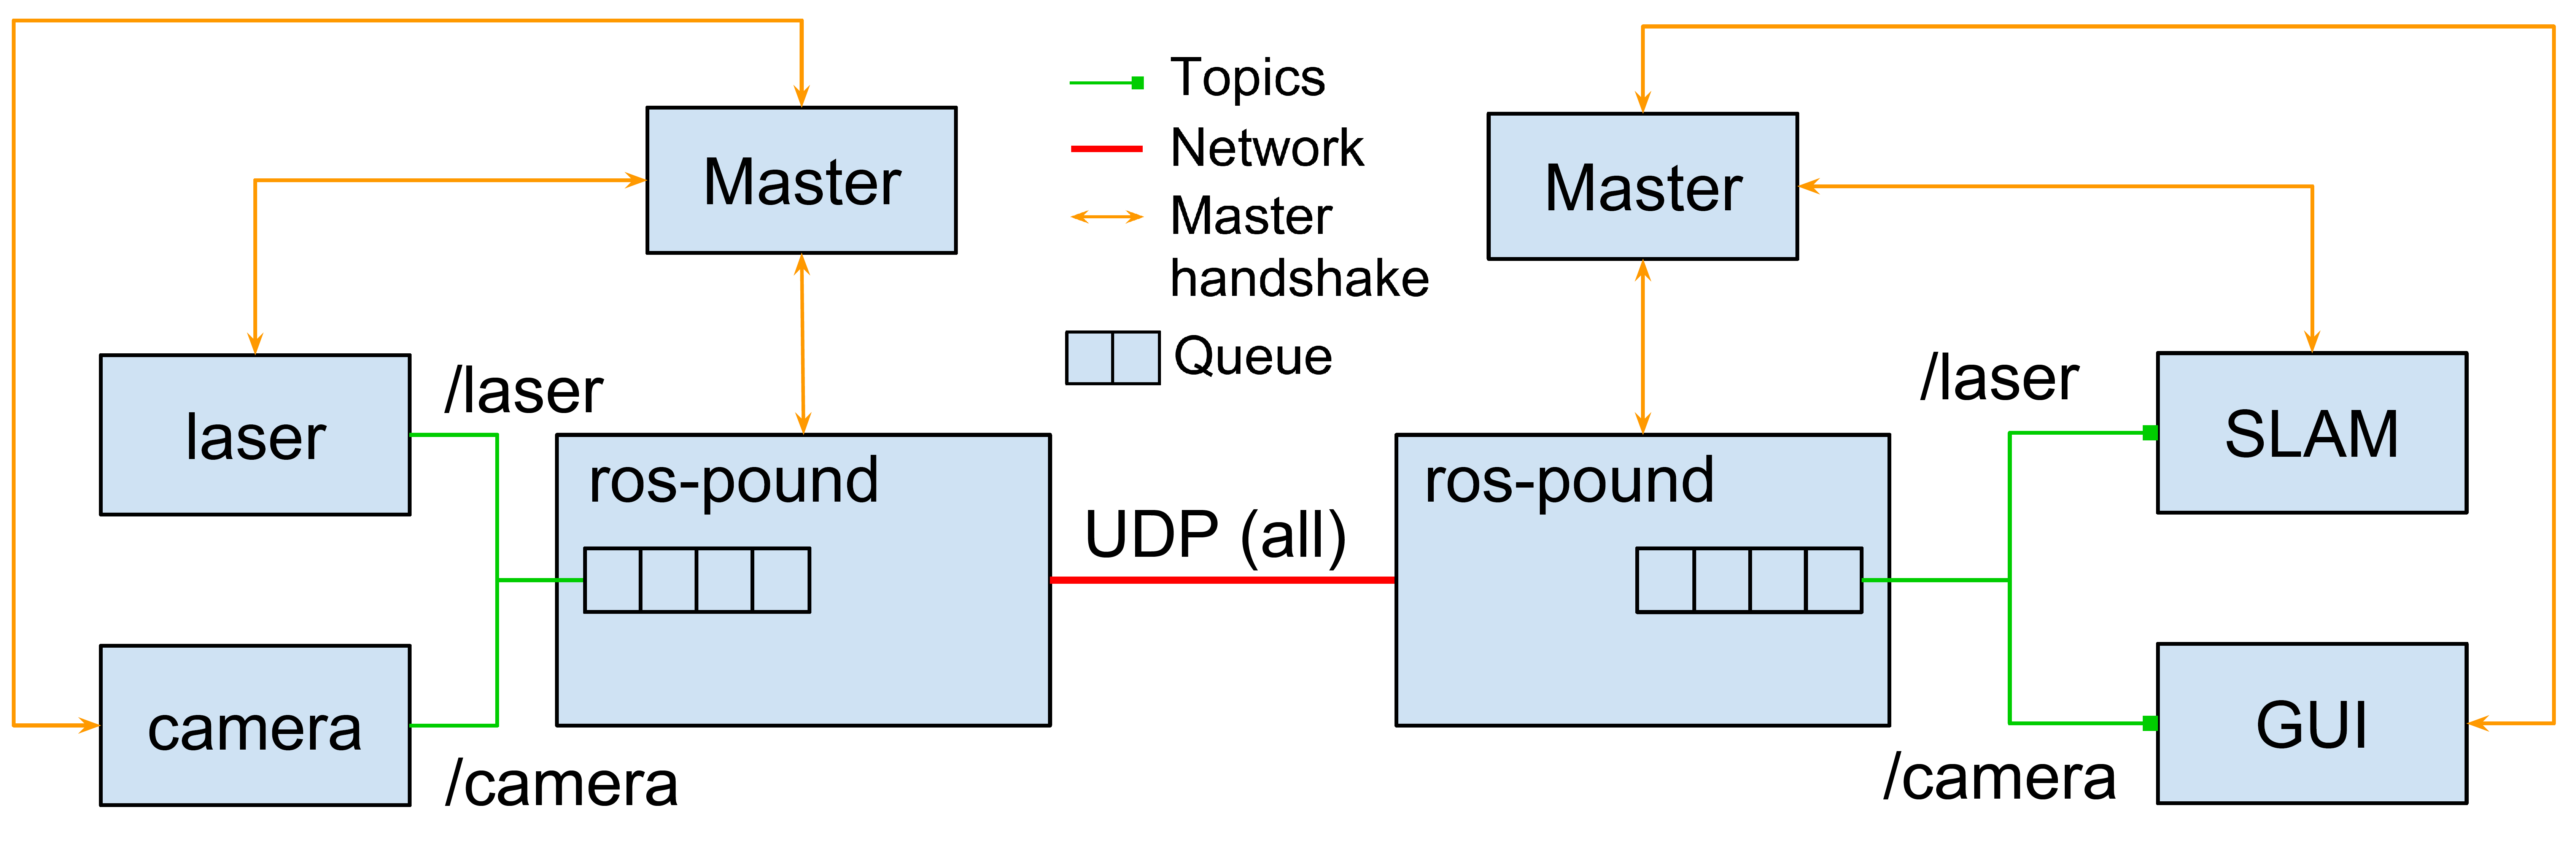 Topics
Network
Master
handshake
Queue
Master
Master
laser
/laser
ros-pound
camera
/camera
UDP (all)
ros-pound
/laser
SLAM
/camera
GUI